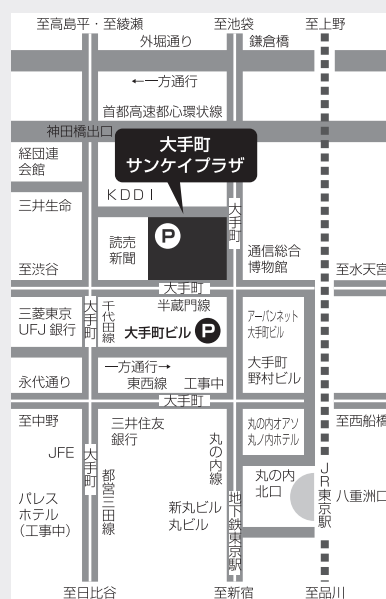 至高島平・至綾瀬
至池袋
至上野
外堀通り
鎌倉橋
←一方通行
首都高速都心環状線
神田橋出口
大手町
サンケイプラザ
経団連
会館
KDDI
三井生命
大手町
読売
新聞
P
通信総合
博物館
至渋谷
至水天宮
大手町
半蔵門線
三菱東京
UFJ銀行
大手町
千代田線
大手町ビル P
アーバンネット
大手町ビル
一方通行→
大手町
野村ビル
永代通り
東西線
工事中
大手町
至中野
三井住友
銀行
丸の内オアゾ
丸ノ内ホテル
至西船橋
JFE
大手町
都営三田線
丸の内線
丸の内
北口
JR東京駅
八重洲口
パレス
ホテル
(工事中)
新丸ビル
丸ビル
地下鉄東京駅
至日比谷
至新宿
至品川